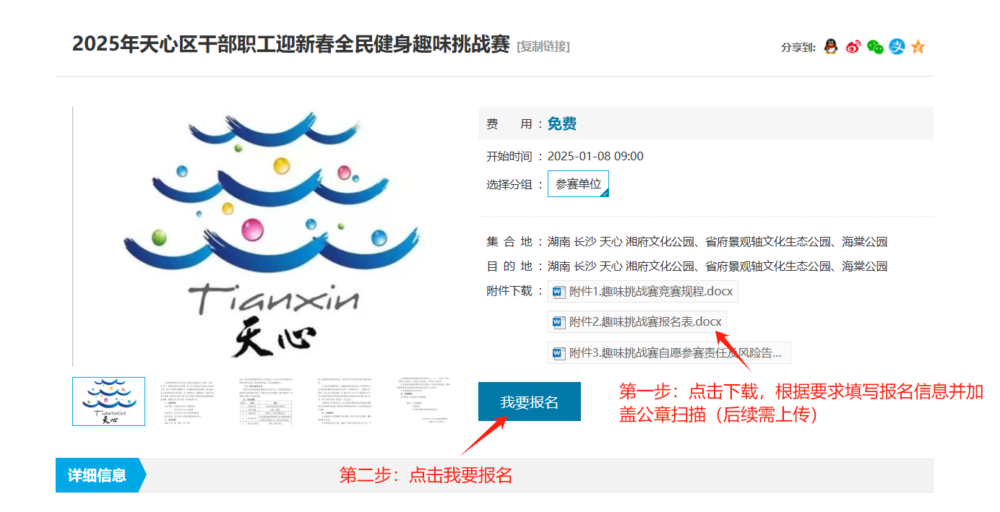 2025年天心区干部职工迎新春全民健身趣味挑战赛 [复制链接]
分享到:
费 用 : 免费
开始时间 : 2025-01-08 09:00
选择分组 : 参赛单位
集 合 地 : 湖南 长沙 天心 湘府文化公园、省府景观轴文化生态公园、海棠公园
目 的 地 : 湖南 长沙 天心 湘府文化公园、省府景观轴文化生态公园、海棠公园
附件下载 : 附件1.趣味挑战赛竞赛规程.docx
附件2.趣味挑战赛报名表.docx
附件3.趣味挑战赛自愿参赛责任及风险告...
Tianxin
天心
Tianxin
天心
我要报名
第一步：点击下载，根据要求填写报名信息并加
盖公章扫描（后续需上传）
第二步：点击我要报名
详细信息